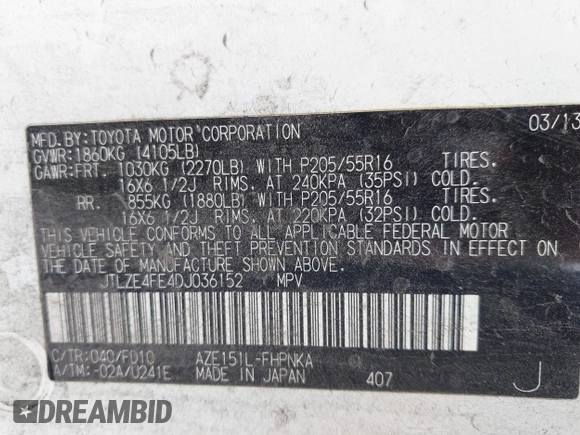 MFD.BY:TOYOTA MOTOR CORPORATION 03/13
GVWR:1860KG (4105LB)
GAWR:FRT. 1030KG (2270LB) WITH P205/55R16 TIRES.
16X6 1/2J RIMS. AT 240KPA (35PSI) COLD.
RR. 855KG (1880LB) WITH P205/55R16 TIRES.
16X6 1/2J RIMS. AT 220KPA (32PSI) COLD.
THIS VEHICLE CONFORMS TO ALL APPLICABLE FEDERAL MOTOR
VEHICLE SAFETY AND THEFT PREVENTION STANDARDS IN EFFECT ON
THE DATE OF MANUFACTURE SHOWN ABOVE.
JTLZE4FE4DJ036152 MPV
C/TR:040/FD10 AZE151L-FHPNKA
A/TM:-02A/U241E MADE IN JAPAN 407 J
DREAMBID